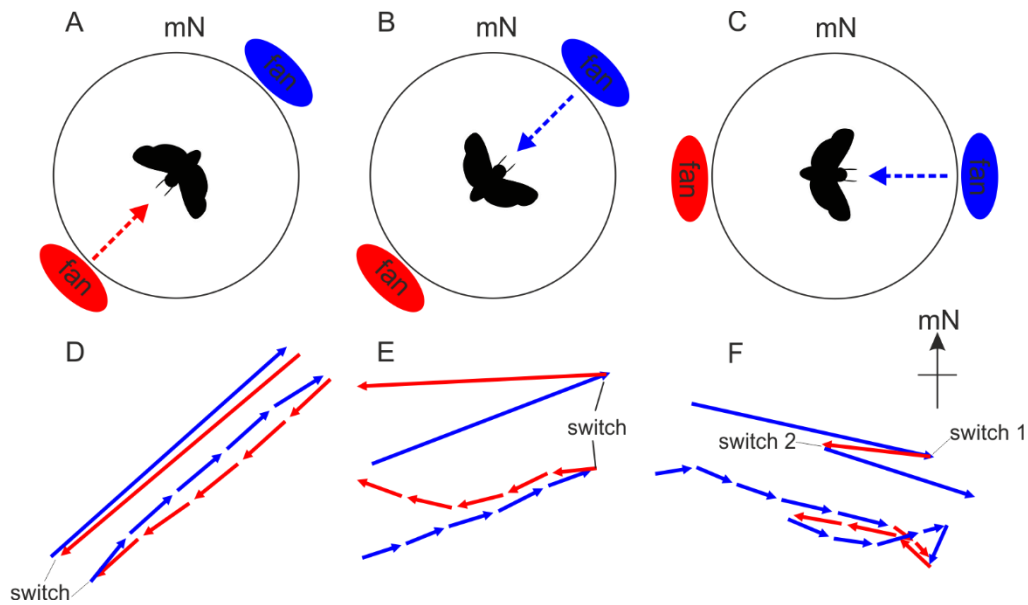 A
mN
fan
fan
B
mN
fan
fan
C
mN
fan
fan
D
switch
E
switch
F
mN
switch 2
switch 1